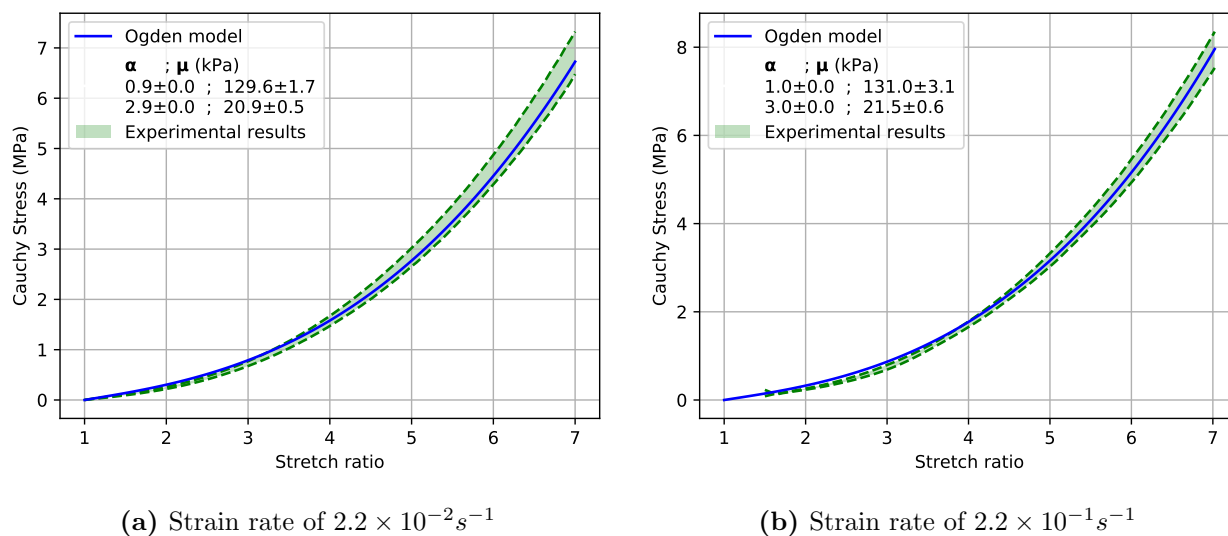 Ogden model
α ; μ (kPa)
0.9±0.0 ; 129.6±1.7
2.9±0.0 ; 20.9±0.5
Experimental results
7
6
5
4
3
2
1
0
Cauchy Stress (MPa)
1 2 3 4 5 6 7
Stretch ratio
(a) Strain rate of 2.2 × 10⁻²s⁻¹
Ogden model
α ; μ (kPa)
1.0±0.0 ; 131.0±3.1
3.0±0.0 ; 21.5±0.6
Experimental results
8
6
4
2
0
Cauchy Stress (MPa)
1 2 3 4 5 6 7
Stretch ratio
(b) Strain rate of 2.2 × 10⁻¹s⁻¹